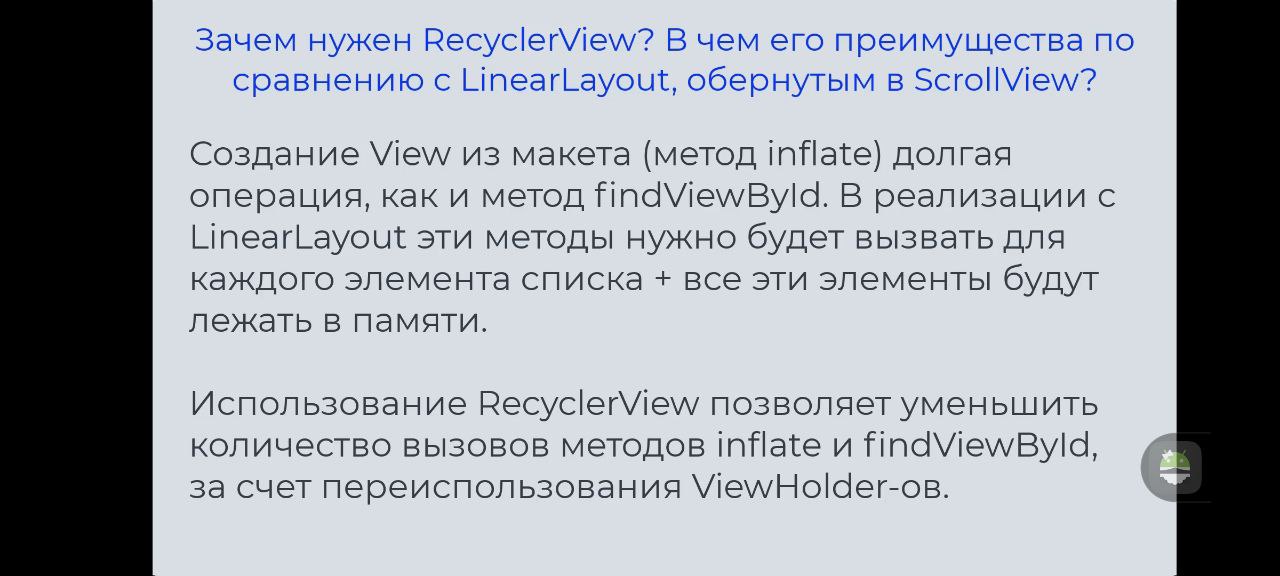 Зачем нужен RecyclerView? В чем его преимущества по
сравнению с LinearLayout, обернутым в ScrollView?
Создание View из макета (метод inflate) долгая
операция, как и метод findViewById. В реализации с
LinearLayout эти методы нужно будет вызвать для
каждого элемента списка + все эти элементы будут
лежать в памяти.
Использование RecyclerView позволяет уменьшить
количество вызовов методов inflate и findViewById,
за счет переиспользования ViewHolder-ов.